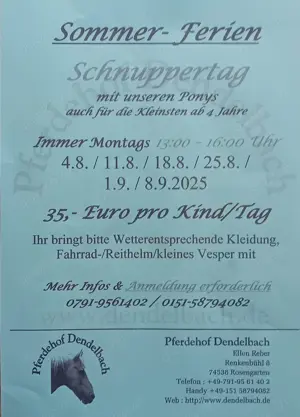 Sommer- Ferien
Schnuppertag
mit unseren Ponys
auch für die Kleinsten ab 4 Jahre
Immer Montags 13:00 - 16:00 Uhr
4.8. / 11.8. / 18.8. / 25.8. /
1.9. / 8.9.2025
35,- Euro pro Kind/Tag
Ihr bringt bitte Wetterentsprechende Kleidung,
Fahrrad-/Reithelm/kleines Vesper mit
Mehr Infos & Anmeldung erforderlich
0791-9561402 / 0151-58794082
www.dendelbach.de
Pferdehof Dendelbach
Pferdehof Dendelbach
Ellen Reber
Renkenbühl 8
74538 Rosengarten
Telefon : +49-791-95 61 40 2
Handy +49-151 58794082
Web : http://www.dendelbach.de